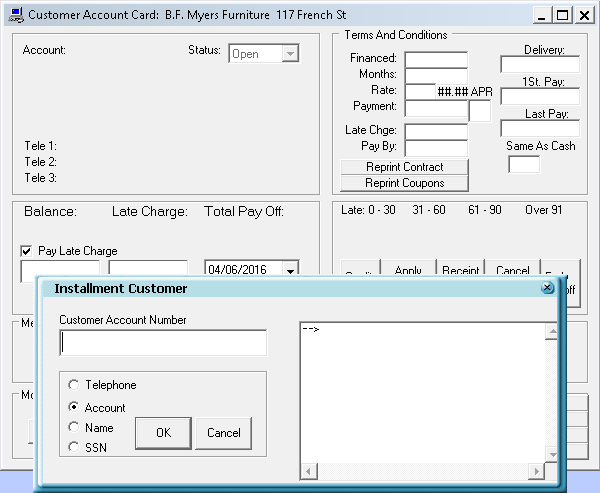 Customer Account Card:  B.F. Myers Furniture  117 French St
Account:
Status:
Open
Tele 1:
Tele 2:
Tele 3:
Terms And Conditions
Financed:
Months:
Rate:
##.## APR
Payment:
Late Chge:
Pay By:
Reprint Contract
Reprint Coupons
Delivery:
1St. Pay:
Last Pay:
Same As Cash
Balance:
Late Charge:
Total Pay Off:
Pay Late Charge
04/06/2016
Late: 0 - 30
31 - 60
61 - 90
Over 91
Apply
Receipt
Cancel
off
Installment Customer
Customer Account Number
Telephone
Account
Name
SSN
OK
Cancel
-->